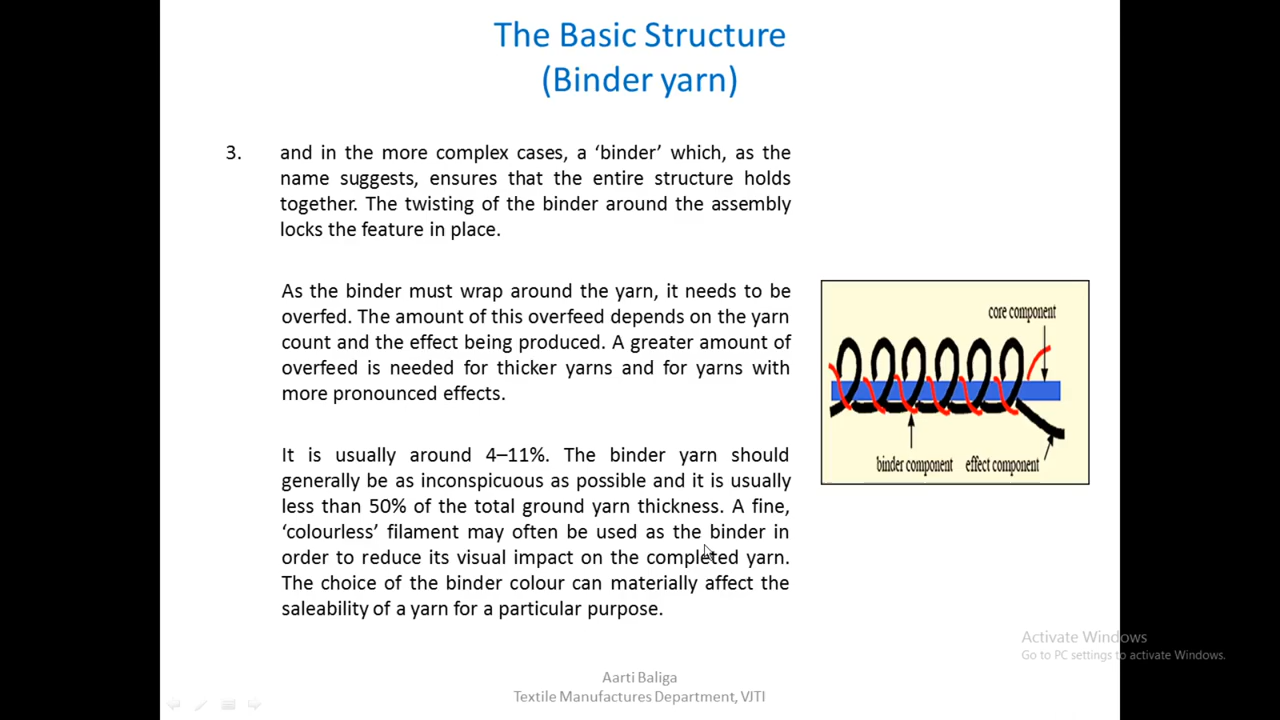 The Basic Structure
(Binder yarn)
3. and in the more complex cases, a ‘binder’ which, as the
name suggests, ensures that the entire structure holds
together. The twisting of the binder around the assembly
locks the feature in place.
As the binder must wrap around the yarn, it needs to be
overfed. The amount of this overfeed depends on the yarn
count and the effect being produced. A greater amount of
overfeed is needed for thicker yarns and for yarns with
more pronounced effects.
It is usually around 4–11%. The binder yarn should
generally be as inconspicuous as possible and it is usually
less than 50% of the total ground yarn thickness. A fine,
‘colourless’ filament may often be used as the binder in
order to reduce its visual impact on the completed yarn.
The choice of the binder colour can materially affect the
saleability of a yarn for a particular purpose.
core component
binder component effect component
Activate Windows
Go to PC settings to activate Windows.
Aarti Baliga
Textile Manufactures Department, VJTI